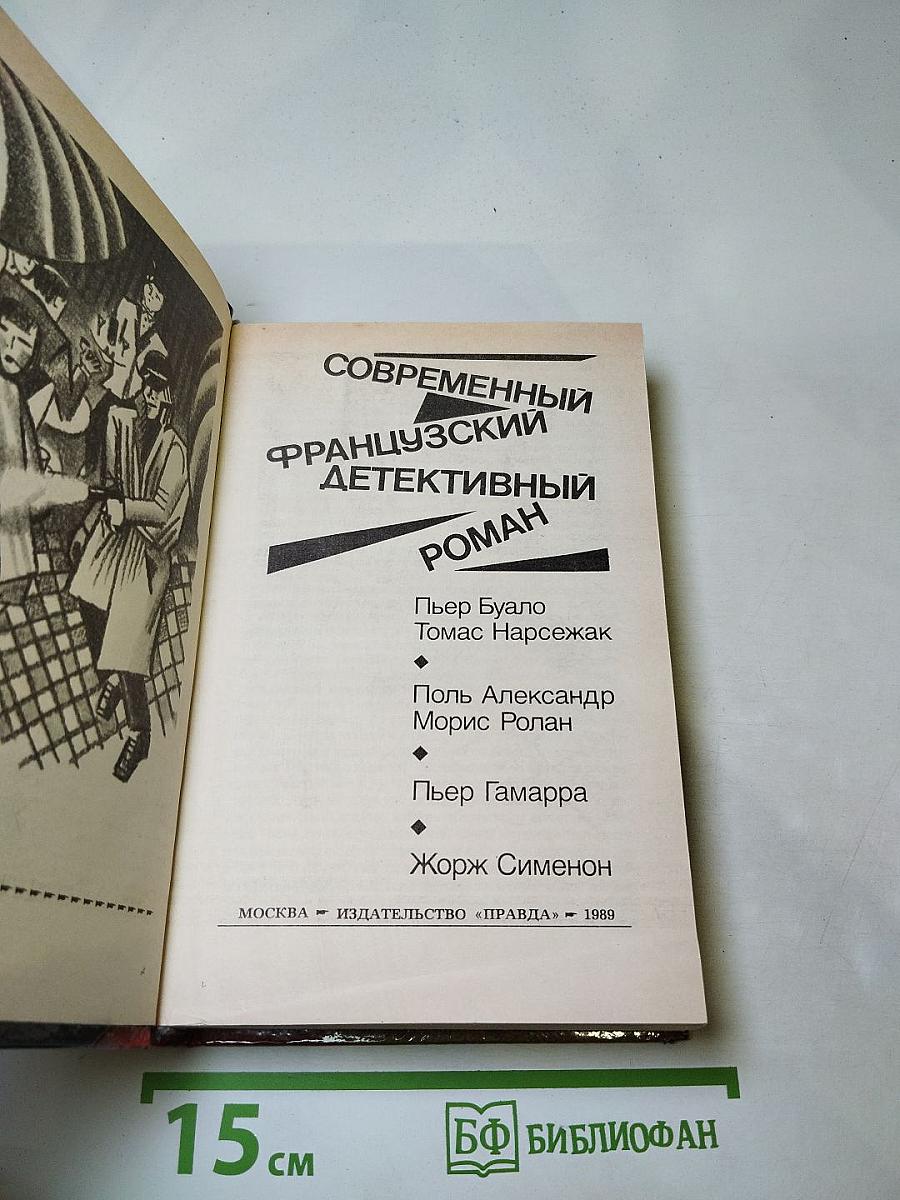 СОВРЕМЕННЫЙ
ФРАНЦУЗСКИЙ
ДЕТЕКТИВНЫЙ
РОМАН
Пьер Буало
Томас Нарсежак
Поль Александр
Морис Ролан
Пьер Гамарра
Жорж Сименон
МОСКВА ИЗДАТЕЛЬСТВО «ПРАВДА» 1989
15 см
БФ БИБЛИОФАН